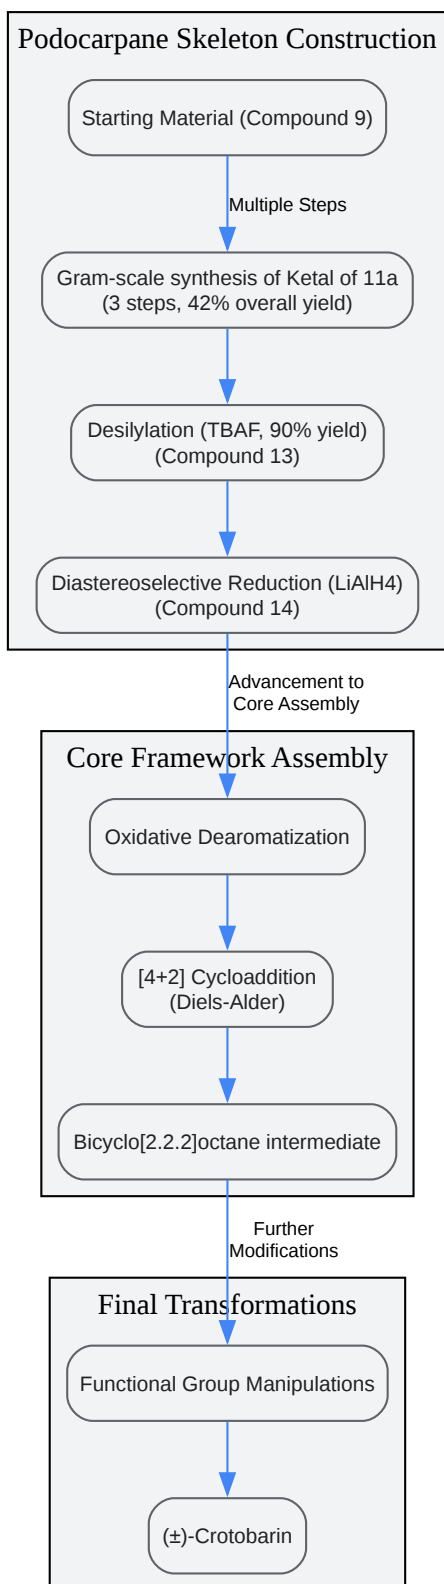 Podocarpane Skeleton Construction
Starting Material (Compound 9)
Multiple Steps
Gram-scale synthesis of Ketal of 11a
(3 steps, 42% overall yield)
Desilylation (TBAF, 90% yield)
(Compound 13)
Diastereoselective Reduction (LiAlH4)
(Compound 14)
Advancement to
Core Assembly
Core Framework Assembly
Oxidative Dearomatization
[4+2] Cycloaddition
(Diels-Alder)
Bicyclo[2.2.2]octane intermediate
Further
Modifications
Final Transformations
Functional Group Manipulations
(±)-Crotobarin